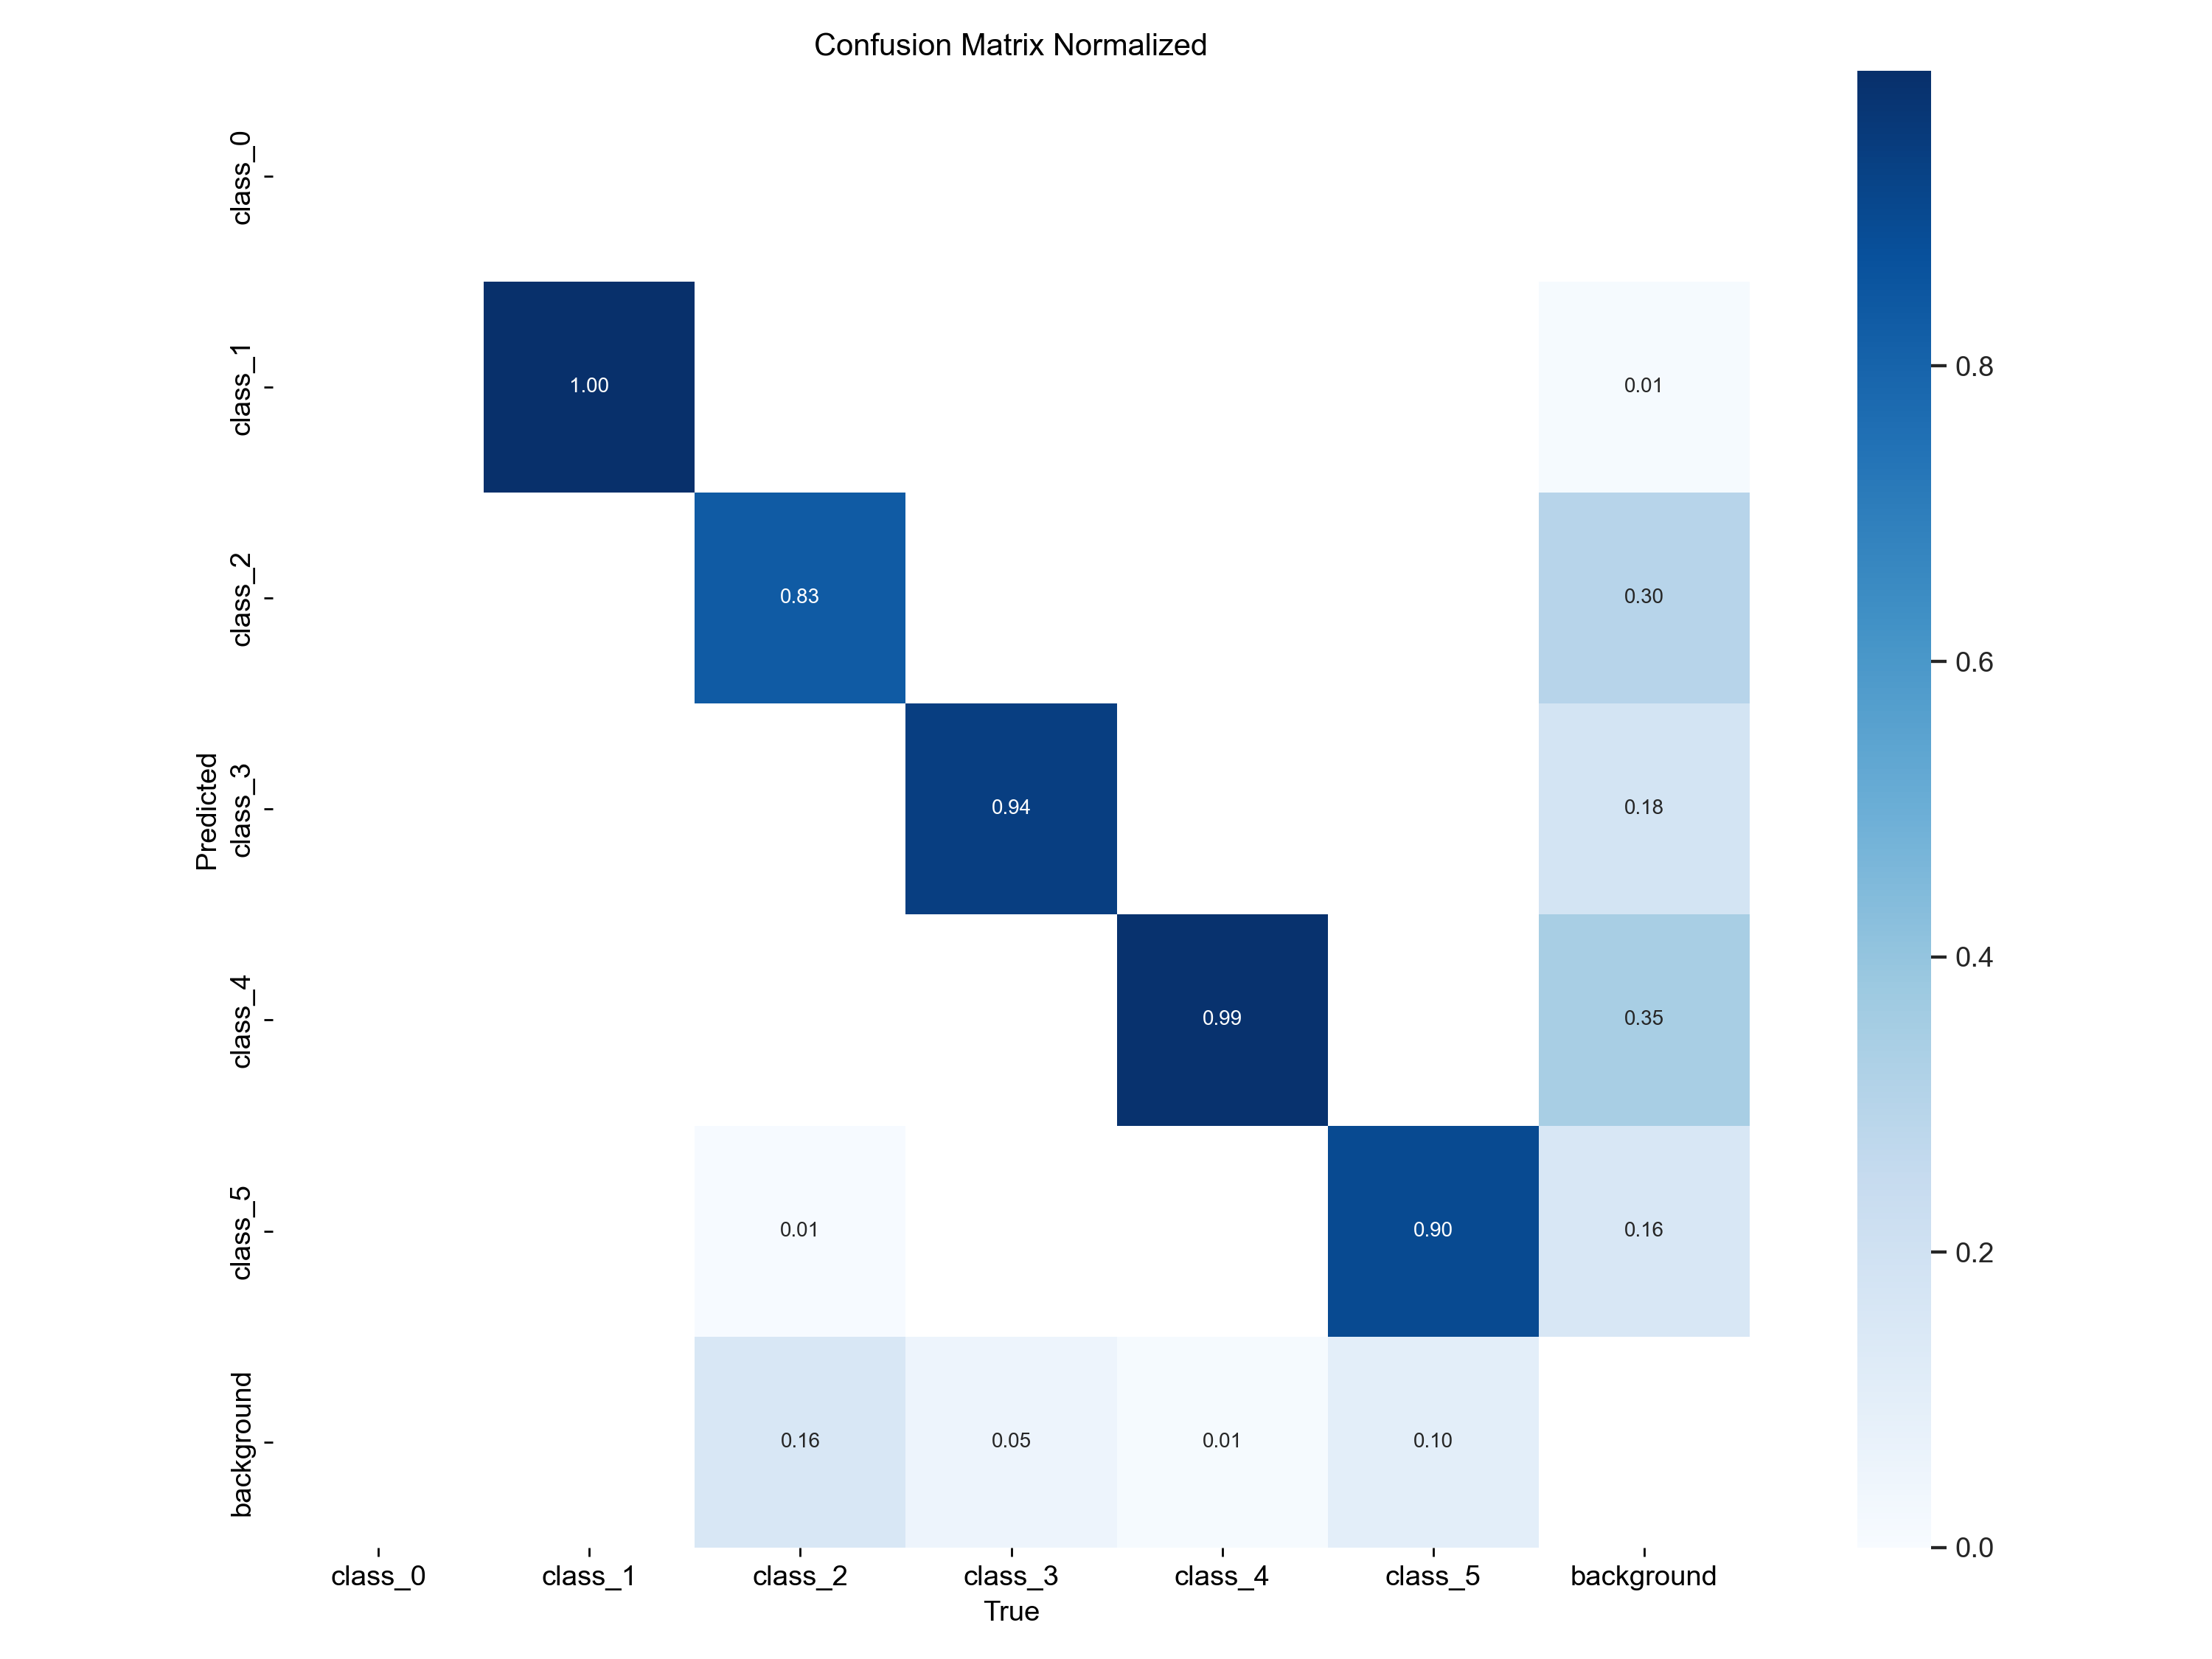 Confusion Matrix Normalized
class_0
class_1
1.00
0.01
0.8
class_2
0.83
0.30
0.6
Predicted
class_3
0.94
0.18
0.4
class_4
0.99
0.35
class_5
0.01
0.90
0.16
0.2
background
0.16
0.05
0.01
0.10
0.0
class_0
class_1
class_2
class_3
class_4
class_5
background
True